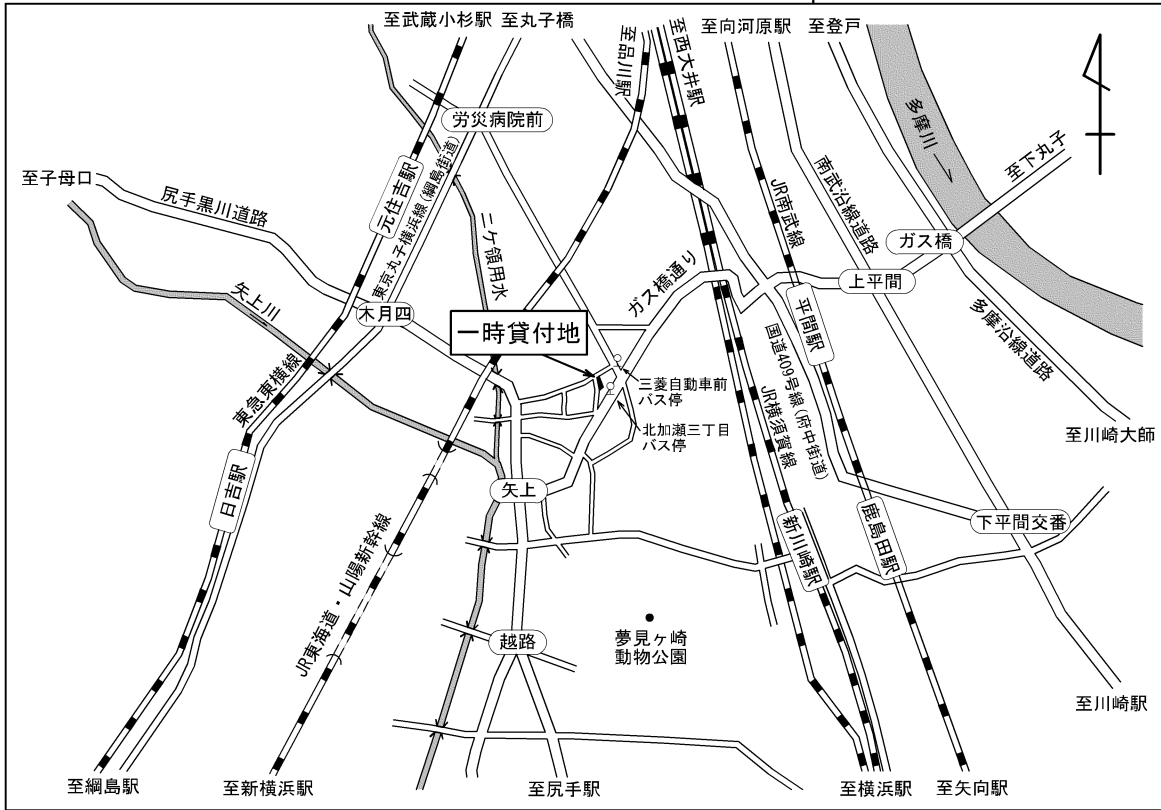 至武蔵小杉駅
至丸子橋
至品川駅
至西大井駅
至向河原駅
至登戸
労災病院前
多摩川
至下丸子
至子母口
尻手黒川道路
元住吉駅
東京丸子横浜線(綱島街道)
二ケ領用水
JR南武線
南武沿線道路
ガス橋
ガス橋通り
上平間
矢上川
木月四
一時貸付地
平間駅
多摩沿線道路
東急東横線
三菱自動車前
バス停
国道409号線(府中街道)
JR横須賀線
北加瀬三丁目
バス停
至川崎大師
日吉駅
矢上
下平間交番
新川崎駅
鹿島田駅
JR東海道・山陽新幹線
越路
夢見ヶ崎
動物公園
至川崎駅
至綱島駅
至新横浜駅
至尻手駅
至横浜駅
至矢向駅